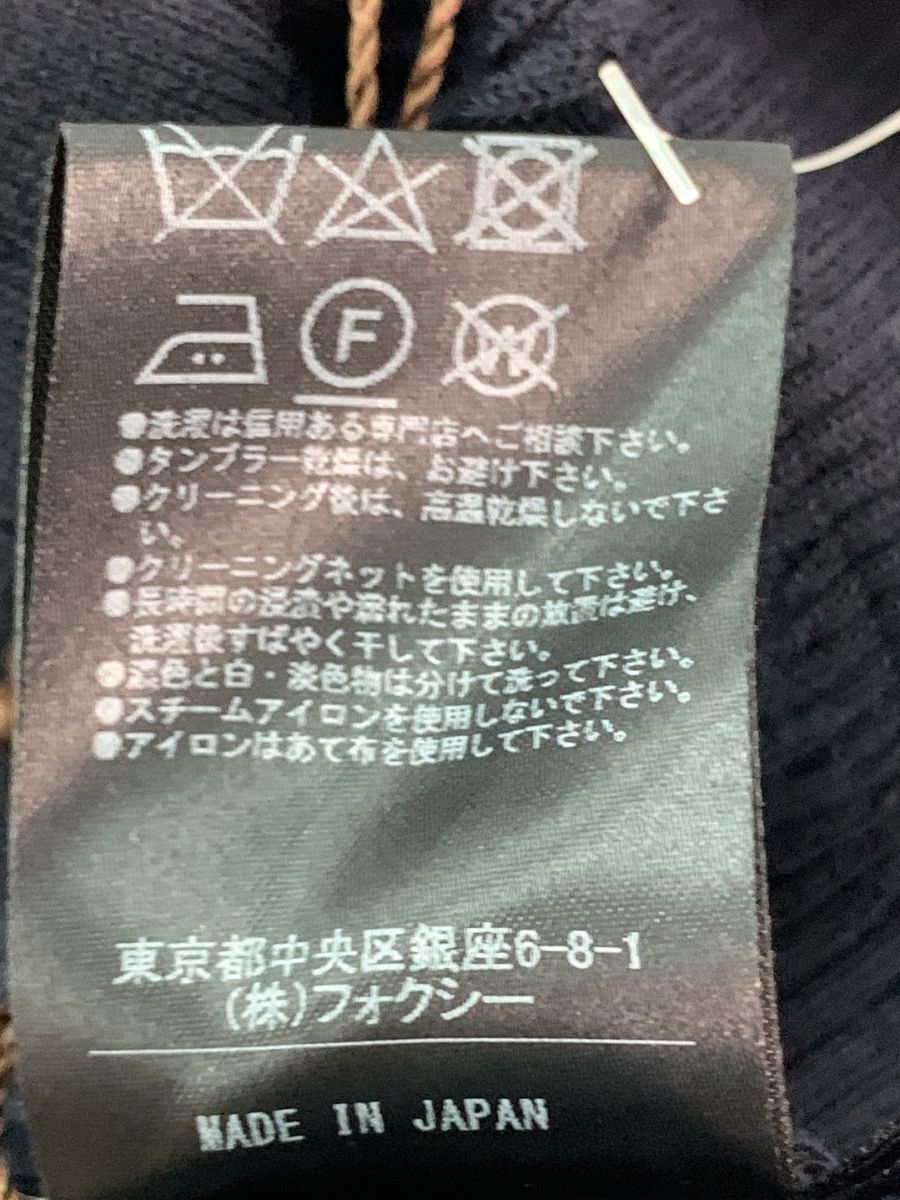 F
W
●洗濯は信用ある専門店へご相談下さい。
●タンブラー乾燥は、お避け下さい。
●クリーニング後は、高温乾燥しないで下さ
い。
●クリーニングネットを使用して下さい。
●長時間の浸漬や濡れたままの放置は避け、
洗濯後すばやく干して下さい。
●濃色と白・淡色物は分けて洗って下さい。
●スチームアイロンを使用しないで下さい。
●アイロンはあて布を使用して下さい。
東京都中央区銀座6-8-1
(株)フォクシー
MADE IN JAPAN